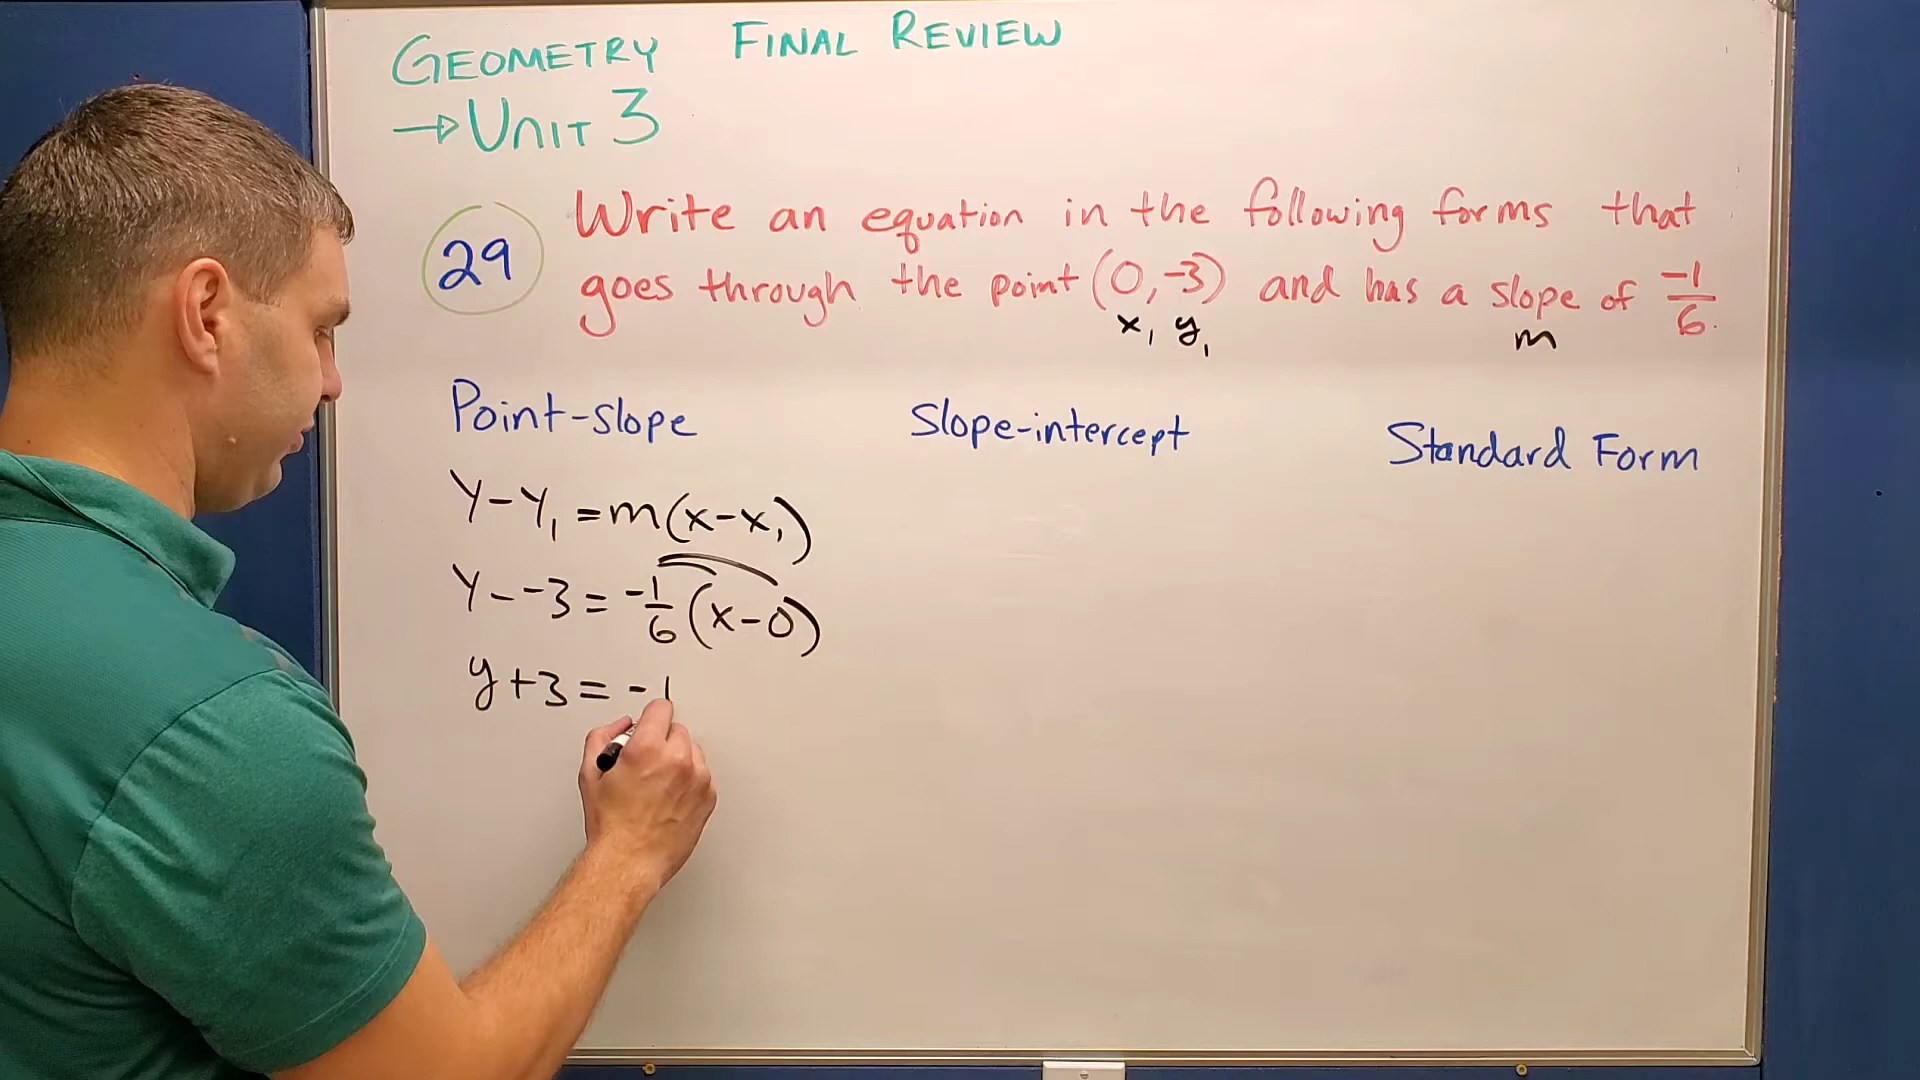 GEOMETRY FINAL REVIEW
→ UNIT 3
29 Write an equation in the following forms that
goes through the point (0, -3) and has a slope of -1/6.
x₁ y₁ m
Point-slope
Slope-intercept
Standard Form
Y-Y₁ = m(x-x₁)
Y--3 = -1/6 (x-0)
y+3 = -1